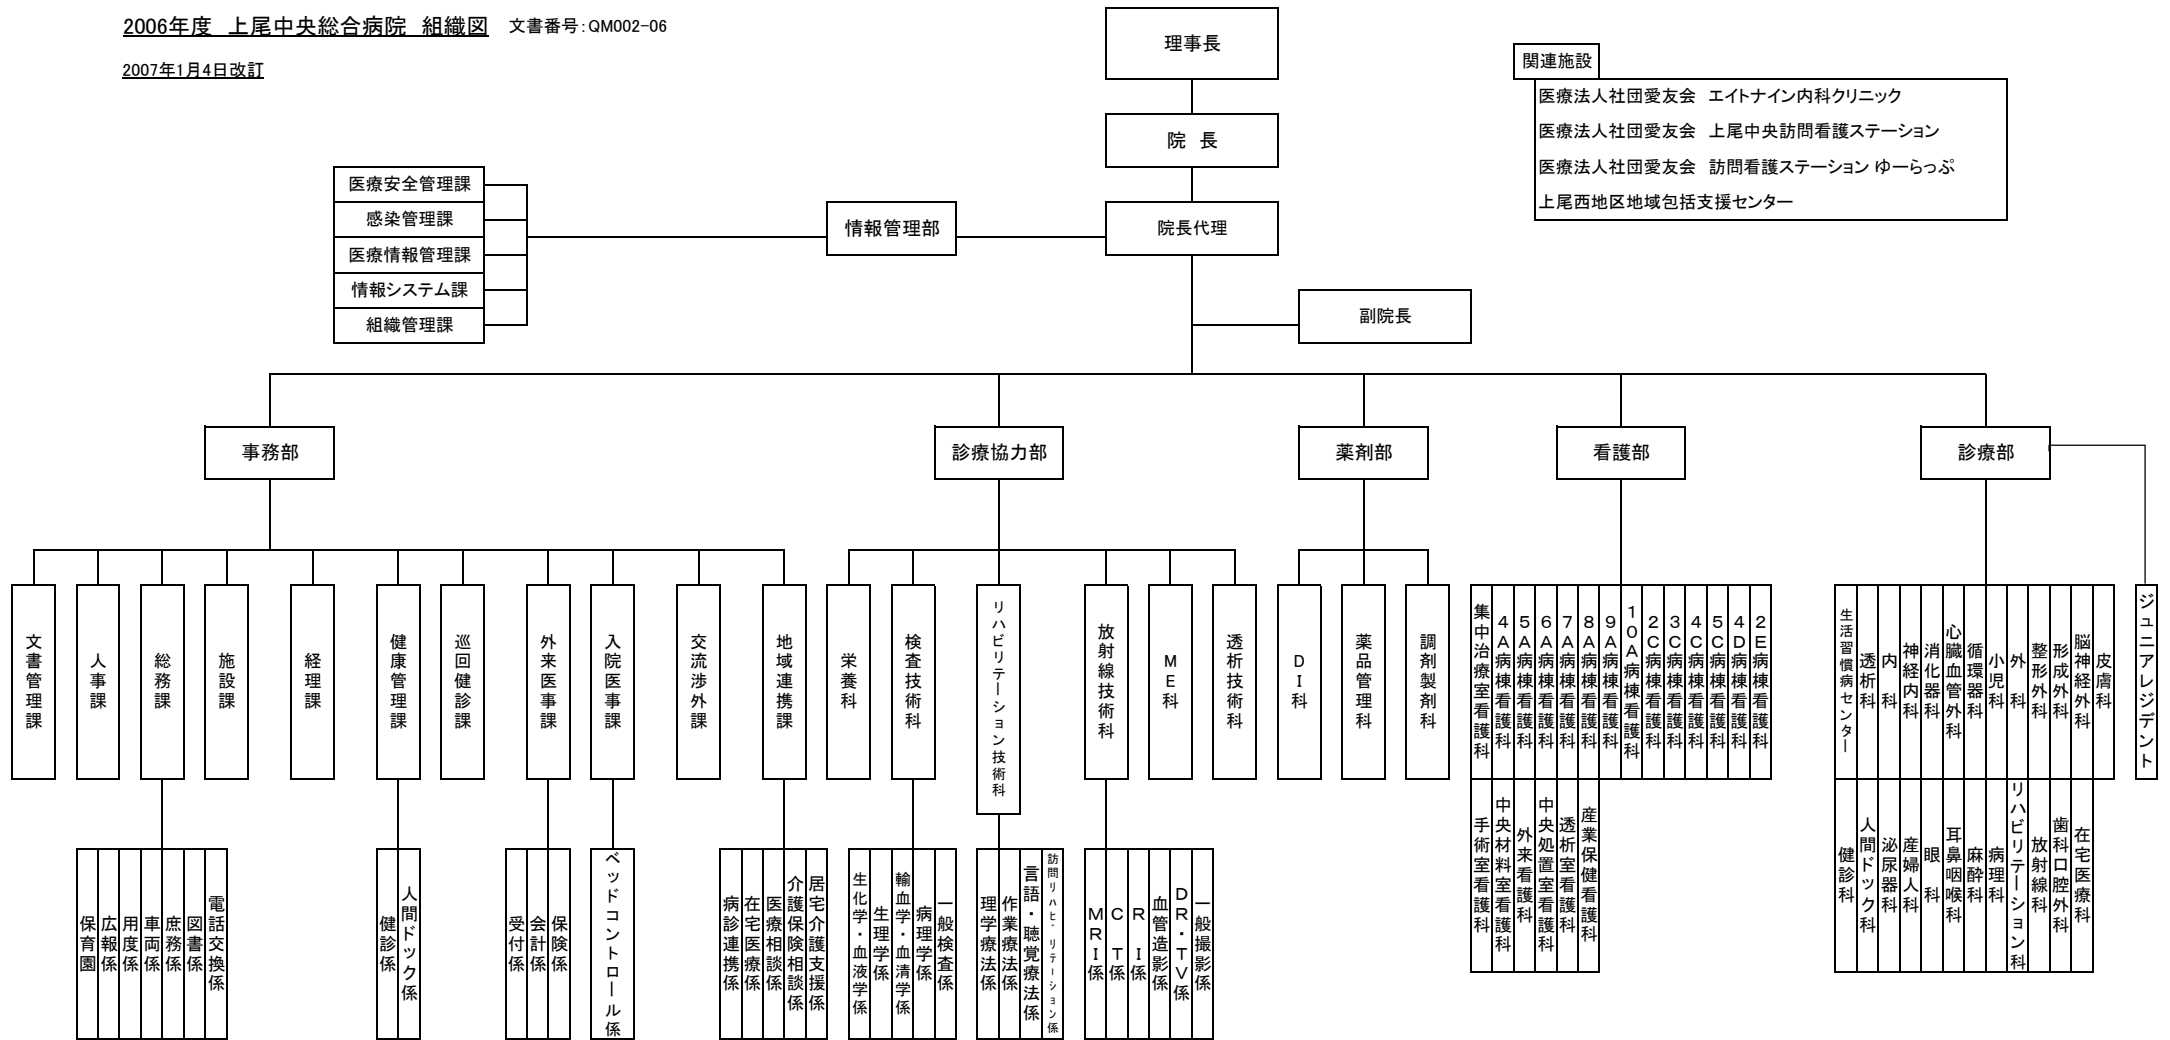 2006年度 上尾中央総合病院 組織図 文書番号:QM002-06
2007年1月4日改訂
理事長
院 長
院長代理
副院長
情報管理部
医療安全管理課
感染管理課
医療情報管理課
情報システム課
組織管理課
関連施設
医療法人社団愛友会 エイトナイン内科クリニック
医療法人社団愛友会 上尾中央訪問看護ステーション
医療法人社団愛友会 訪問看護ステーション ゆーらっぷ
上尾西地区地域包括支援センター
事務部
診療協力部
薬剤部
看護部
診療部
文書管理課
人事課
総務課
施設課
経理課
健康管理課
巡回健診課
外来医事課
入院医事課
交流渉外課
地域連携課
栄養科
検査技術科
リハビリテーション技術科
放射線技術科
ME科
透析技術科
DI科
薬品管理科
調剤製剤科
集中治療室看護科
4A病棟看護科
5A病棟看護科
6A病棟看護科
7A病棟看護科
8A病棟看護科
9A病棟看護科
10A病棟看護科
2C病棟看護科
3C病棟看護科
4C病棟看護科
5C病棟看護科
4D病棟看護科
2E病棟看護科
生活習慣病センター
透析科
内 科
神経内科
消化器科
心臓血管外科
循環器科
小児科
外 科
整形外科
形成外科
脳神経外科
皮膚科
ジュニアレジデント
保育園
広報係
用度係
車両係
庶務係
図書係
電話交換係
健診係
人間ドック係
受付係
会計係
保険係
ベッドコントロール係
病診連携係
在宅医療係
医療相談係
介護保険相談係
居宅介護支援係
生化学・血液学係
生理学係
輸血学・血清学係
病理学係
一般検査係
理学療法係
作業療法係
言語・聴覚療法係
訪問リハビリテーション係
MRI係
CT係
RI係
血管造影係
DR・TV係
一般撮影係
手術室看護科
中央材料室看護科
外来看護科
中央処置室看護科
透析室看護科
産業保健看護科
健診科
人間ドック科
泌尿器科
産婦人科
眼 科
耳鼻咽喉科
麻酔科
病理科
リハビリテーション科
放射線科
歯科口腔外科
在宅医療科